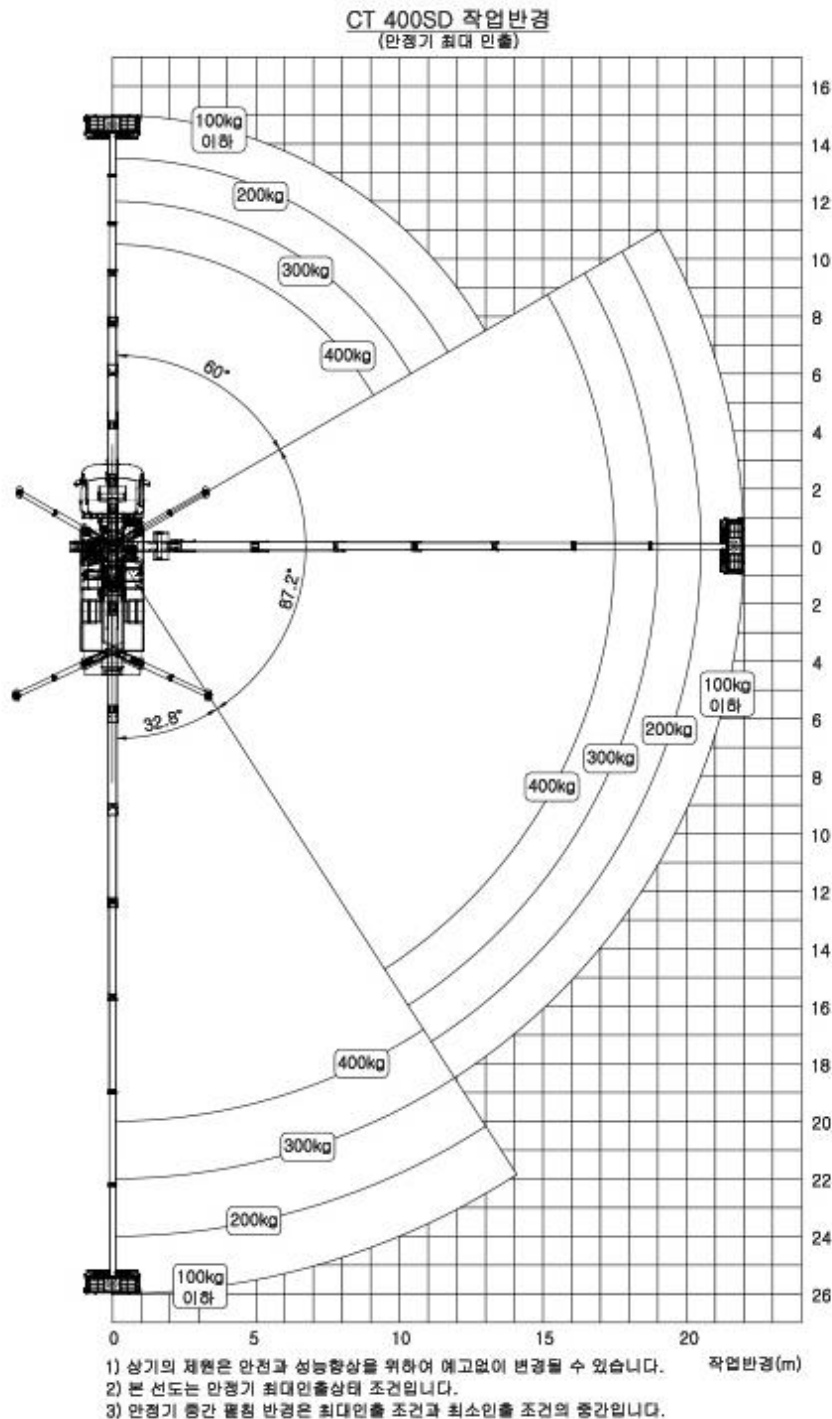 CT 400SD 작업반경
(안정기 최대 인출)
16
100kg
이하
14
200kg
12
300kg
10
400kg
8
60°
6
4
2
0
87.2°
2
4
100kg
이하
32.8°
6
200kg
300kg
400kg
8
10
12
14
16
400kg
18
20
300kg
22
200kg
24
100kg
이하
26
0 5 10 15 20
1) 상기의 제원은 안전과 성능향상을 위하여 예고없이 변경될 수 있습니다. 작업반경(m)
2) 본 선도는 안정기 최대인출상태 조건입니다.
3) 안정기 중간 펼침 반경은 최대인출 조건과 최소인출 조건의 중간입니다.